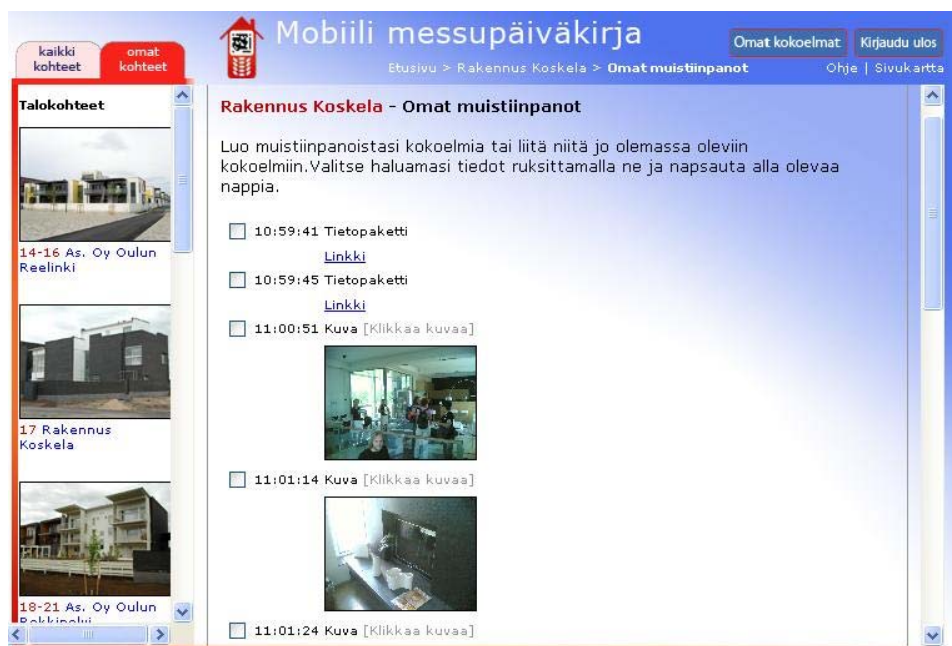 Mobiili messupäiväkirja
Omat kokoelmat
Kirjaudu ulos
kaikki
kohteet
omat
kohteet
Etusivu > Rakennus Koskela > Omat muistiinpanot
Ohje | Sivukartta
Talokohteet
14-16 As. Oy Oulun
Reelinki
17 Rakennus
Koskela
18-21 As. Oy Oulun
Rakennus Koskela - Omat muistiinpanot
Luo muistiinpanoistasi kokoelmia tai liitä niitä jo olemassa oleviin
kokoelmiin.Valitse haluamasi tiedot ruksittamalla ne ja napsauta alla olevaa
nappia.
10:59:41 Tietopaketti
Linkki
10:59:45 Tietopaketti
Linkki
11:00:51 Kuva [Klikkaa kuvaa]
11:01:14 Kuva [Klikkaa kuvaa]
11:01:24 Kuva [Klikkaa kuvaa]